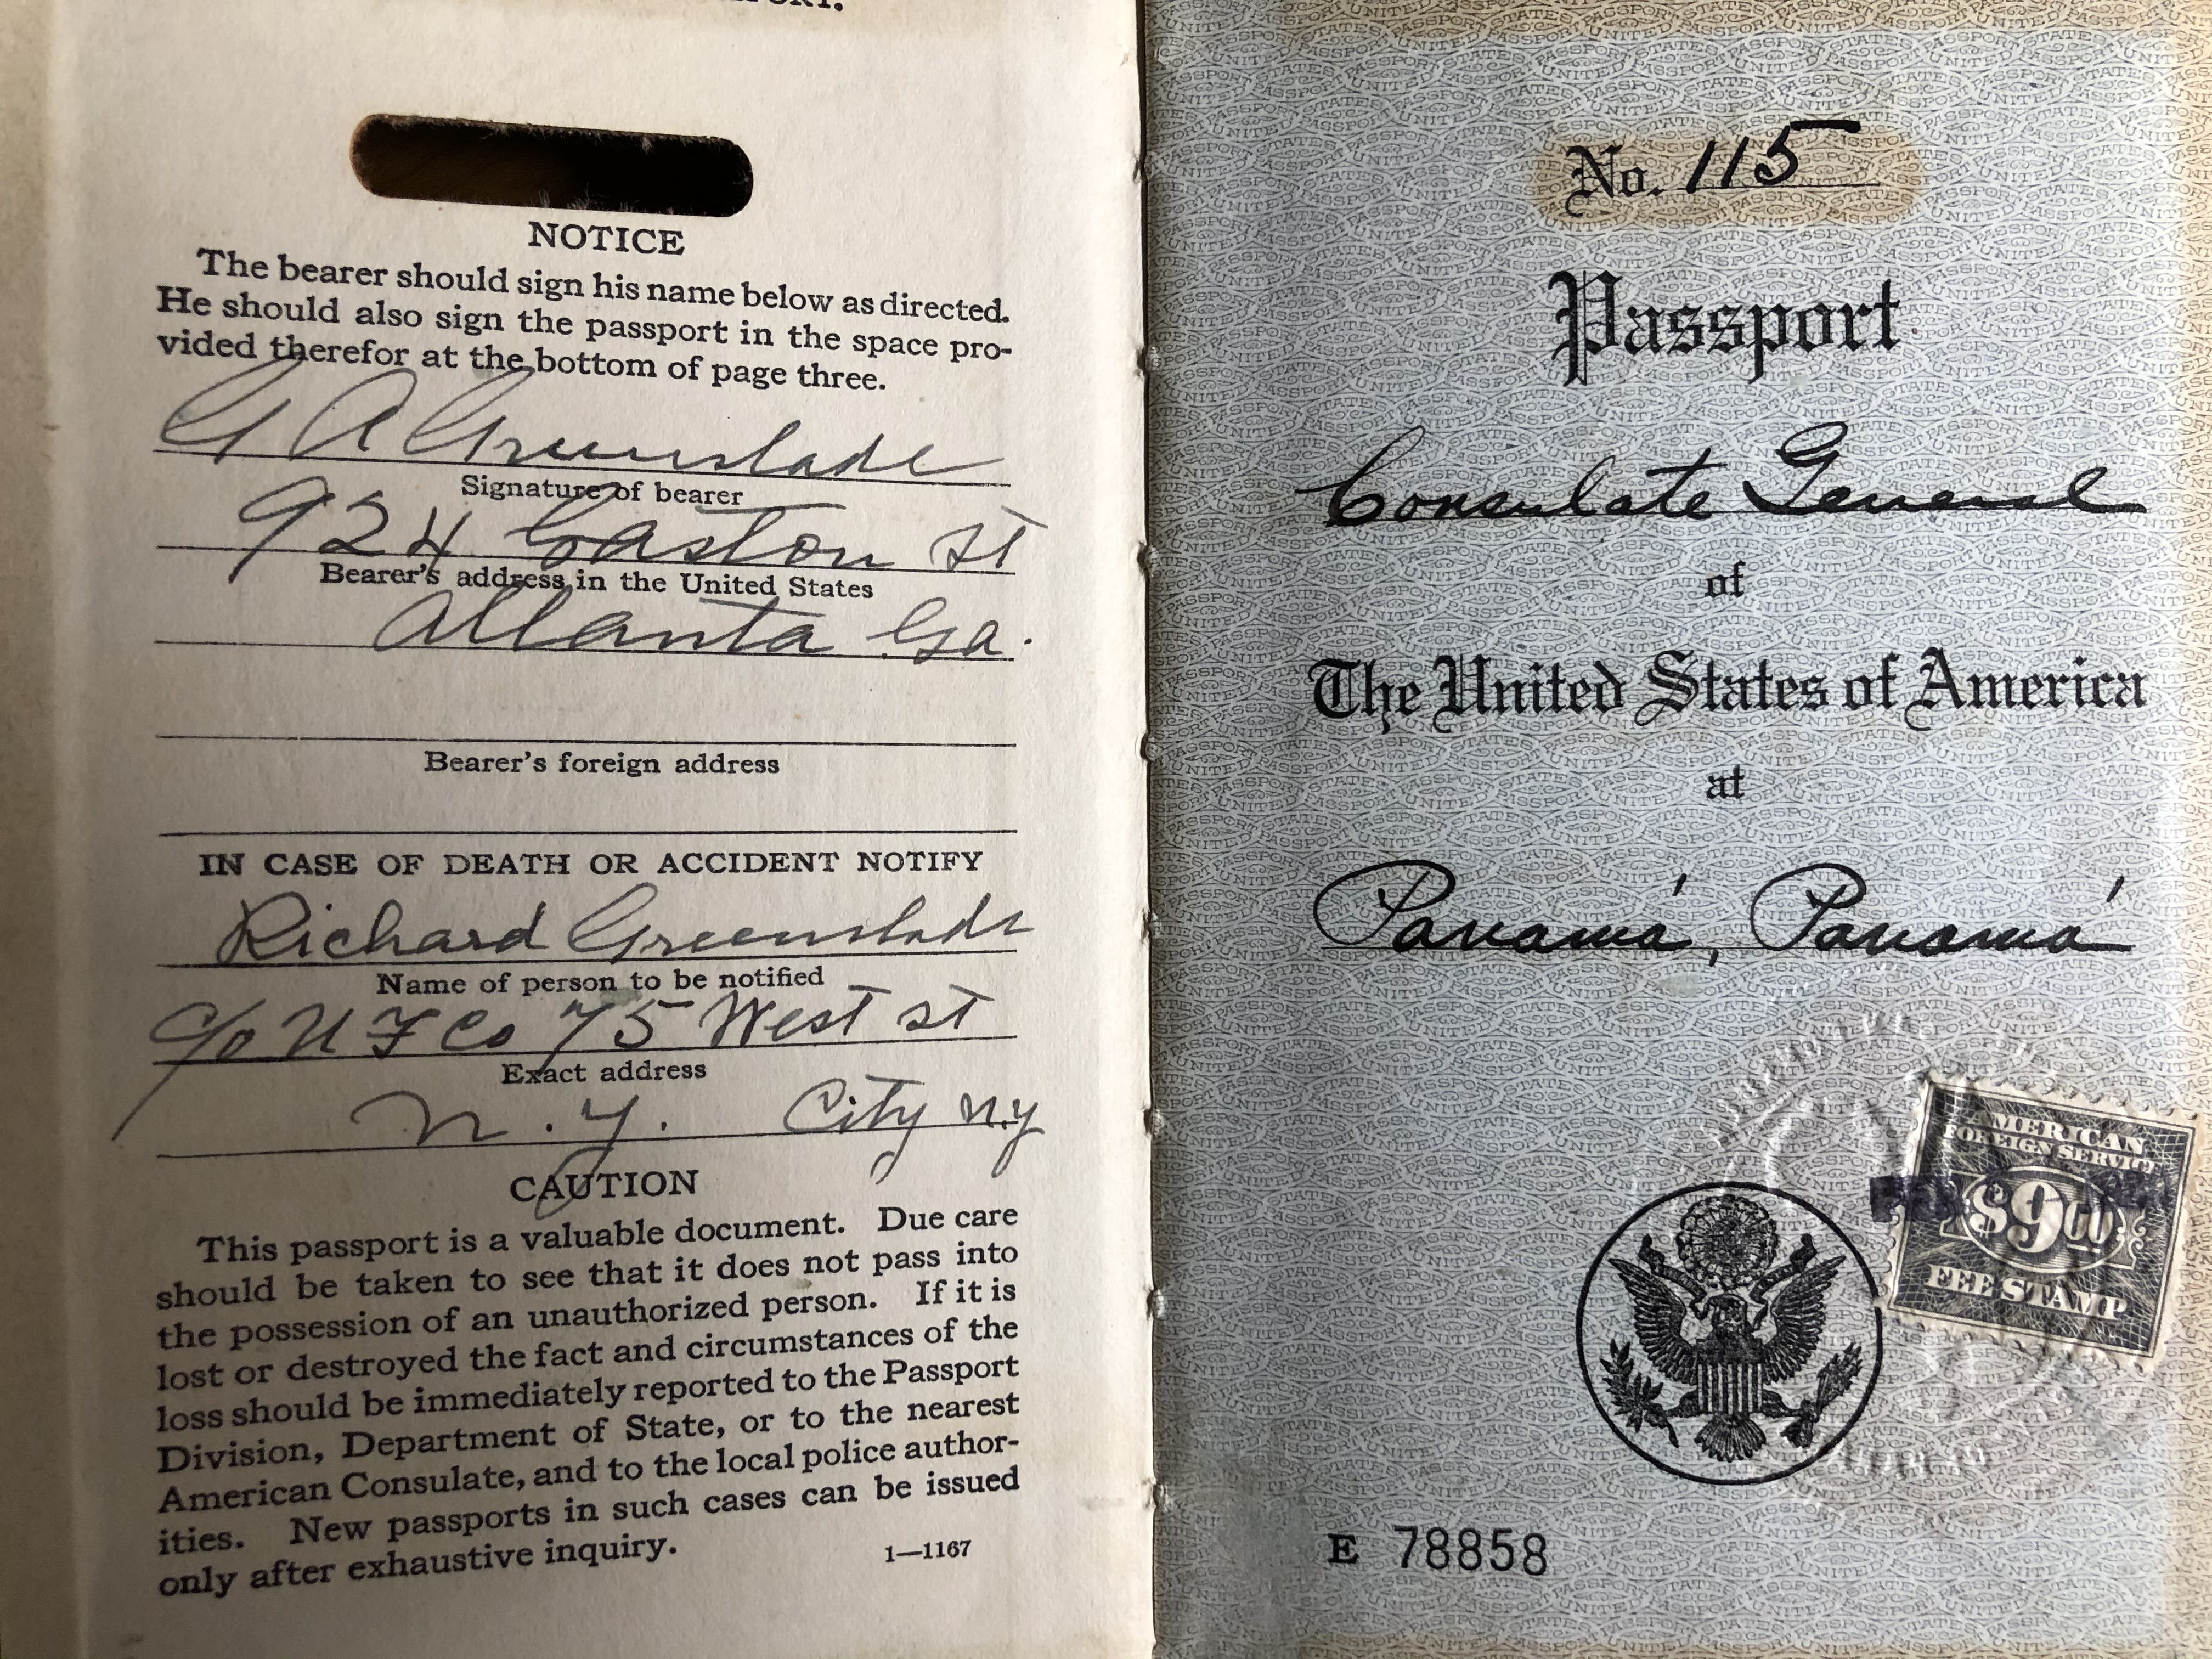 NOTICE
The bearer should sign his name below as directed.
He should also sign the passport in the space pro-
vided therefor at the bottom of page three.
G A Greenslade
Signature of bearer
924 Gaston St
Bearer's address in the United States
Atlanta Ga.
Bearer's foreign address
IN CASE OF DEATH OR ACCIDENT NOTIFY
Richard Greenslade
Name of person to be notified
c/o U F Co 75 West st
Exact address
N.Y. City N.Y
CAUTION
This passport is a valuable document. Due care
should be taken to see that it does not pass into
the possession of an unauthorized person. If it is
lost or destroyed the fact and circumstances of the
loss should be immediately reported to the Passport
Division, Department of State, or to the nearest
American Consulate, and to the local police author-
ities. New passports in such cases can be issued
only after exhaustive inquiry.
1—1167
No. 115
Passport
Consulate General
of
The United States of America
at
Panamá, Panamá
AMERICAN
FOREIGN SERVICE
$9.00
FEE STAMP
E 78858